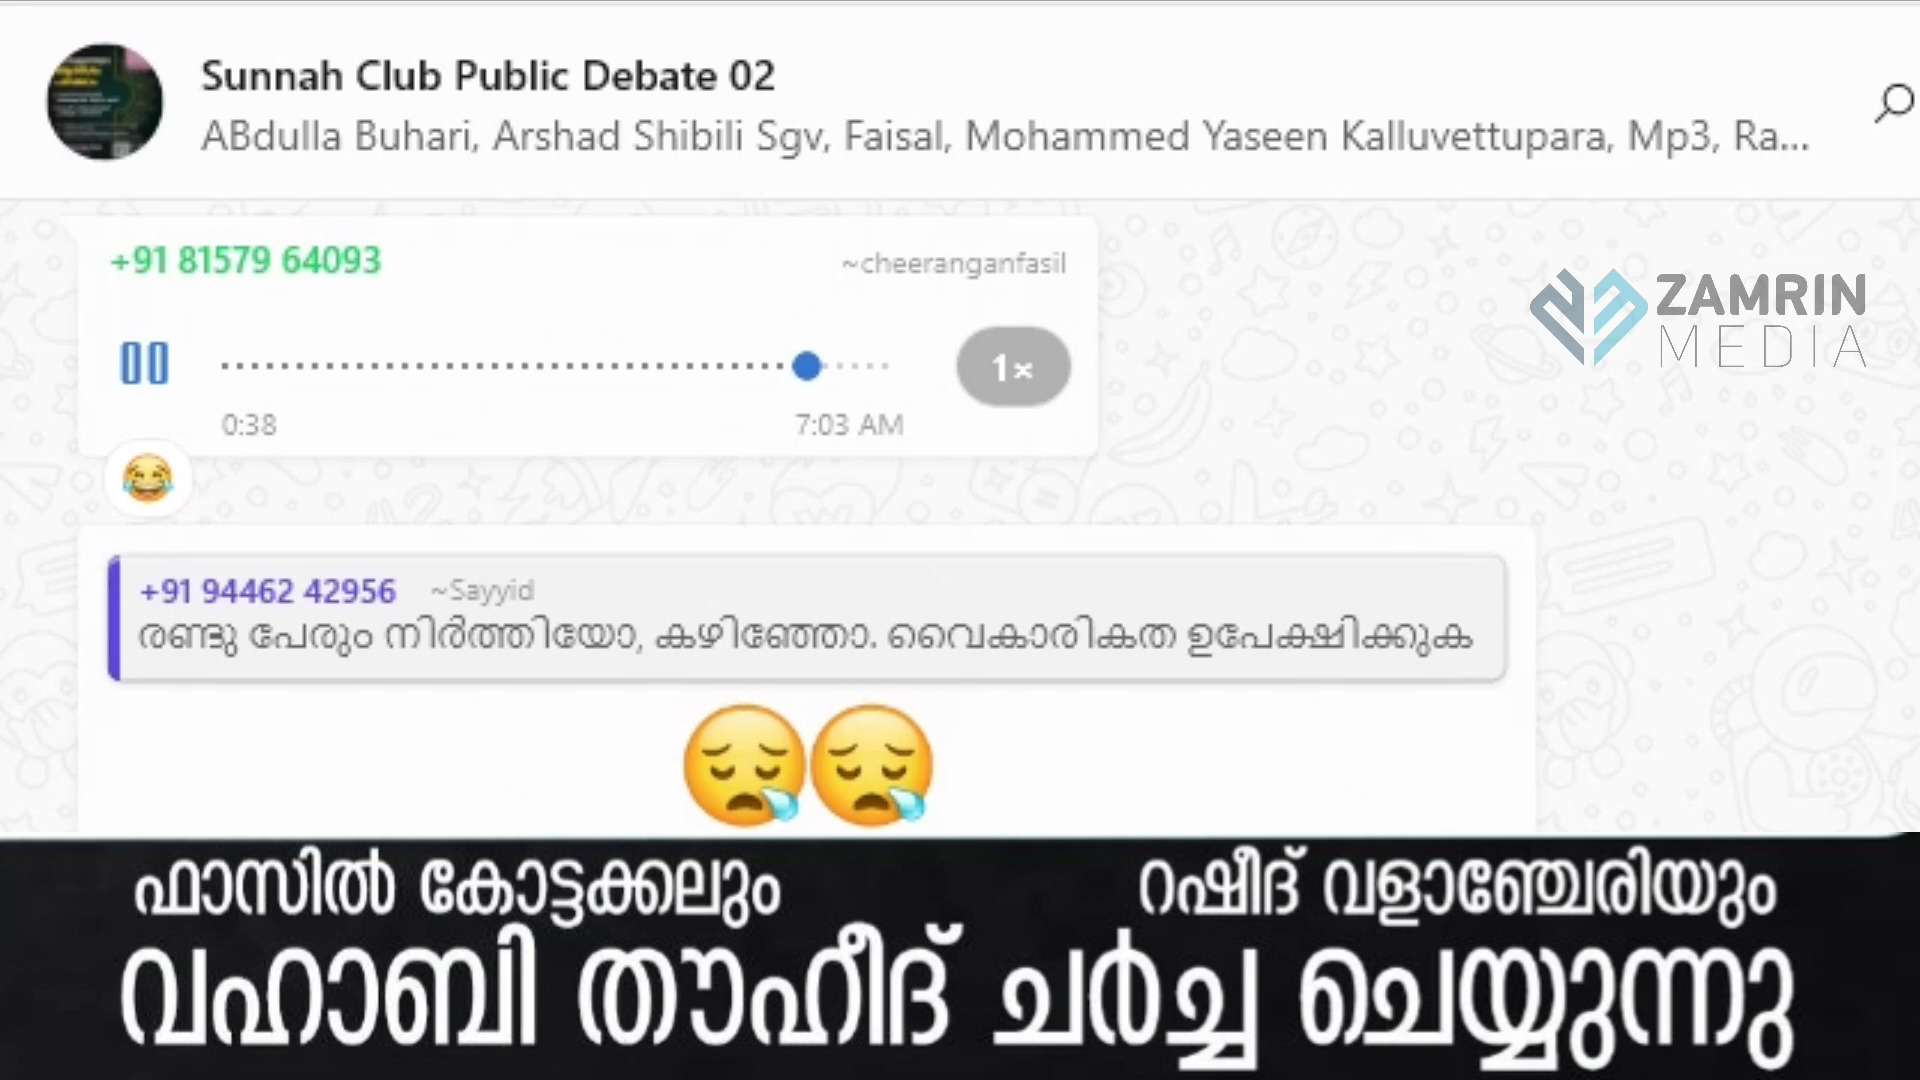 Sunnah Club Public Debate 02
ABdulla Buhari, Arshad Shibili Sgv, Faisal, Mohammed Yaseen Kalluvettupara, Mp3, Ra...
+91 81579 64093 ~cheeranganfasil
1×
0:38 7:03 AM
ZAMRIN
MEDIA
+91 94462 42956 ~Sayyid
രണ്ടു പേരും നിർത്തിയോ, കഴിഞ്ഞോ. വൈകാരികത ഉപേക്ഷിക്കുക
ഫാസിൽ കോട്ടക്കലും റഷീദ് വളാഞ്ചേരിയും
വഹാബി തൗഹീദ് ചർച്ച ചെയ്യുന്നു